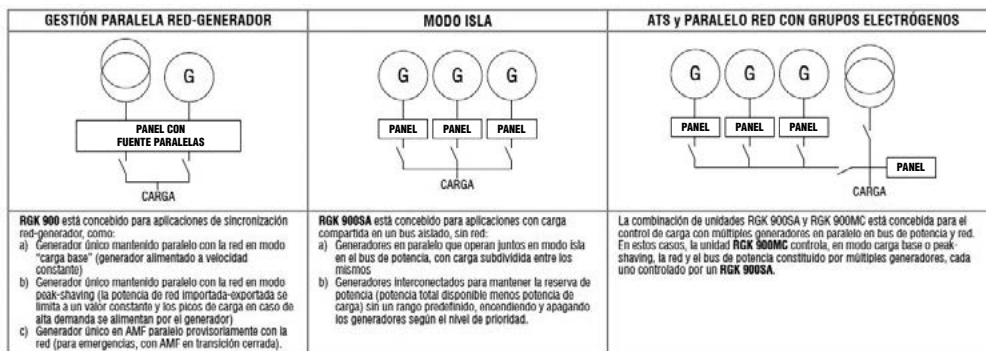 GESTIÓN PARALELA RED-GENERADOR
G
PANEL CON
FUENTE PARALELAS
CARGA
RGK 900 está concebido para aplicaciones de sincronización
red-generador, como:
a) Generador único mantenido paralelo con la red en modo
"carga base" (generador alimentado a velocidad
constante)
b) Generador único mantenido paralelo con la red en modo
peak-shaving (la potencia de red importada-exportada se
limita a un valor constante y los picos de carga en caso de
alta demanda se alimentan por el generador)
c) Generador único en AMF paralelo provisoriamente con la
red (para emergencias, con AMF en transición cerrada).
MODO ISLA
G G G
PANEL PANEL PANEL
CARGA
RGK 900SA está concebido para aplicaciones con carga
compartida en un bus aislado, sin red:
a) Generadores en paralelo que operan juntos en modo isla
en el bus de potencia, con carga subdividida entre los
mismos
b) Generadores interconectados para mantener la reserva de
potencia (potencia total disponible menos potencia de
carga) sin un rango predefinido, encendiendo y apagando
los generadores según el nivel de prioridad.
ATS y PARALELO RED CON GRUPOS ELECTRÓGENOS
G G G
PANEL PANEL PANEL
PANEL
CARGA
La combinación de unidades RGK 900SA y RGK 900MC está concebida para el
control de carga con múltiples generadores en paralelo en bus de potencia y red.
En estos casos, la unidad RGK 900MC controla, en modo carga base o peak-
shaving, la red y el bus de potencia constituido por múltiples generadores, cada
uno controlado por un RGK 900SA.